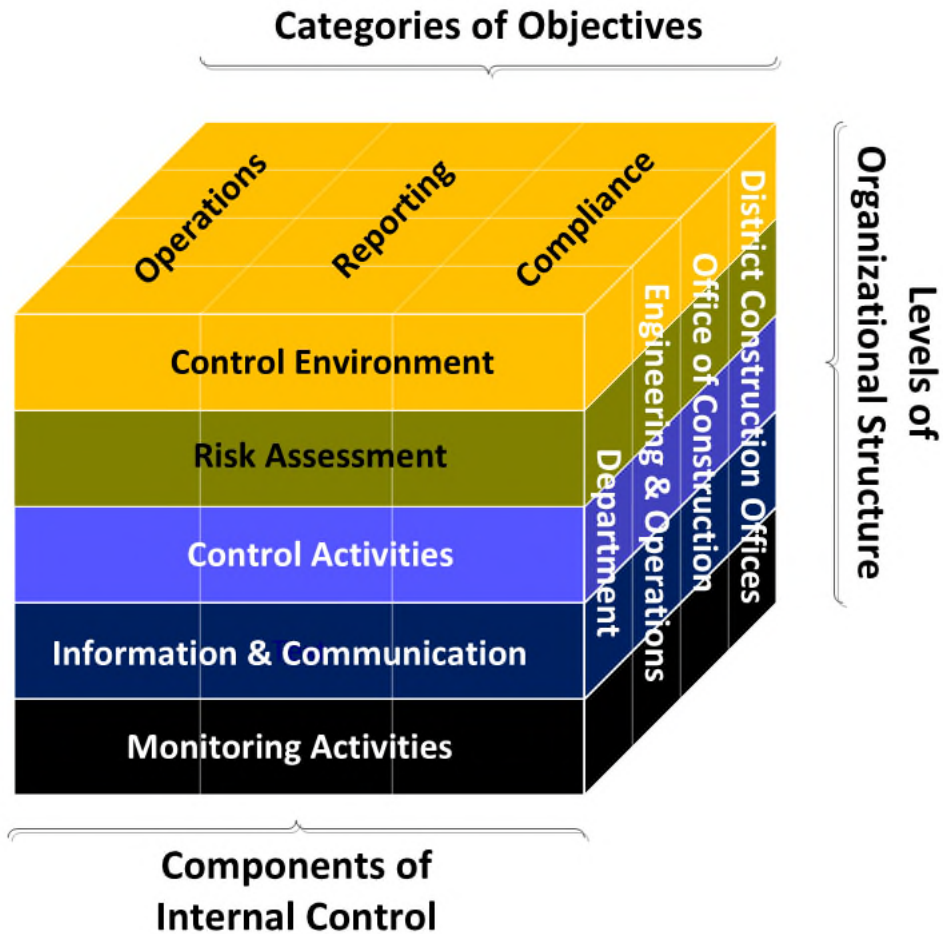 Categories of Objectives
Operations
Reporting
Compliance
Control Environment
Risk Assessment
Control Activities
Information & Communication
Monitoring Activities
Department
Engineering & Operations
Office of Construction
District Construction Offices
Levels of
Organizational Structure
Components of
Internal Control